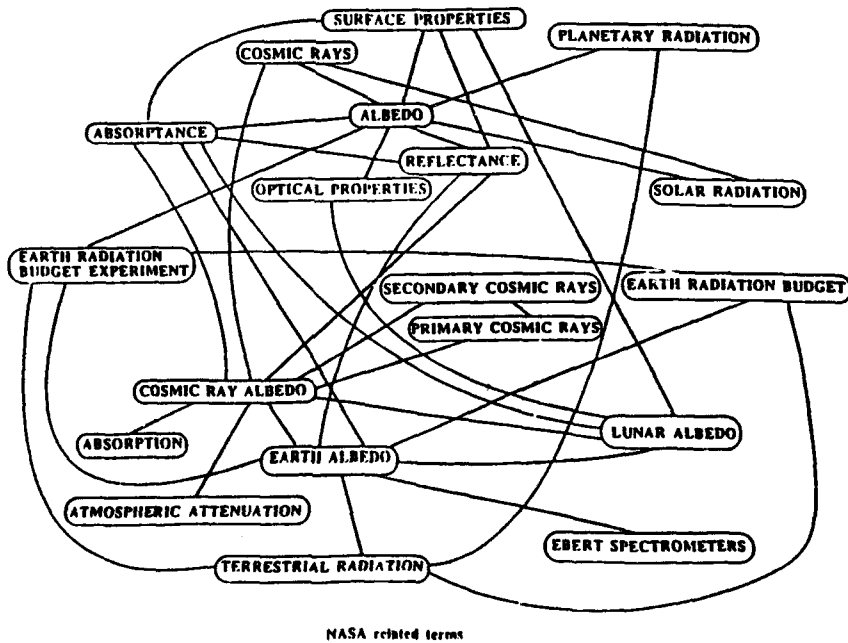 SURFACE PROPERTIES
COSMIC RAYS
PLANETARY RADIATION
ALBEDO
ABSORPTANCE
REFLECTANCE
OPTICAL PROPERTIES
SOLAR RADIATION
EARTH RADIATION
BUDGET EXPERIMENT
SECONDARY COSMIC RAYS
EARTH RADIATION BUDGET
PRIMARY COSMIC RAYS
COSMIC RAY ALBEDO
ABSORPTION
LUNAR ALBEDO
EARTH ALBEDO
ATMOSPHERIC ATTENUATION
EBERT SPECTROMETERS
TERRESTRIAL RADIATION
NASA related terms